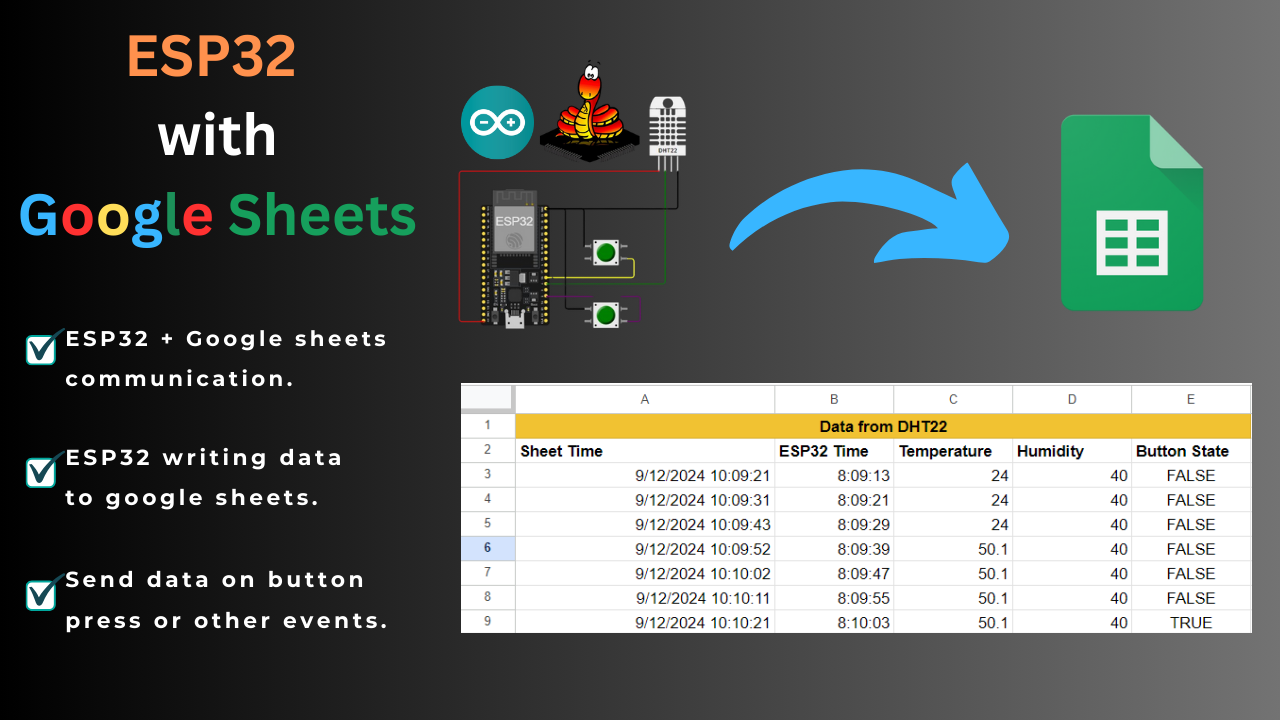 ESP32
with
Google Sheets
ESP32 + Google sheets
communication.
ESP32 writing data
to google sheets.
Send data on button
press or other events.
DHT22
ESP32
A B C D E
1 Data from DHT22
2 Sheet Time ESP32 Time Temperature Humidity Button State
3 9/12/2024 10:09:21 8:09:13 24 40 FALSE
4 9/12/2024 10:09:31 8:09:21 24 40 FALSE
5 9/12/2024 10:09:43 8:09:29 24 40 FALSE
6 9/12/2024 10:09:52 8:09:39 50.1 40 FALSE
7 9/12/2024 10:10:02 8:09:47 50.1 40 FALSE
8 9/12/2024 10:10:11 8:09:55 50.1 40 FALSE
9 9/12/2024 10:10:21 8:10:03 50.1 40 TRUE